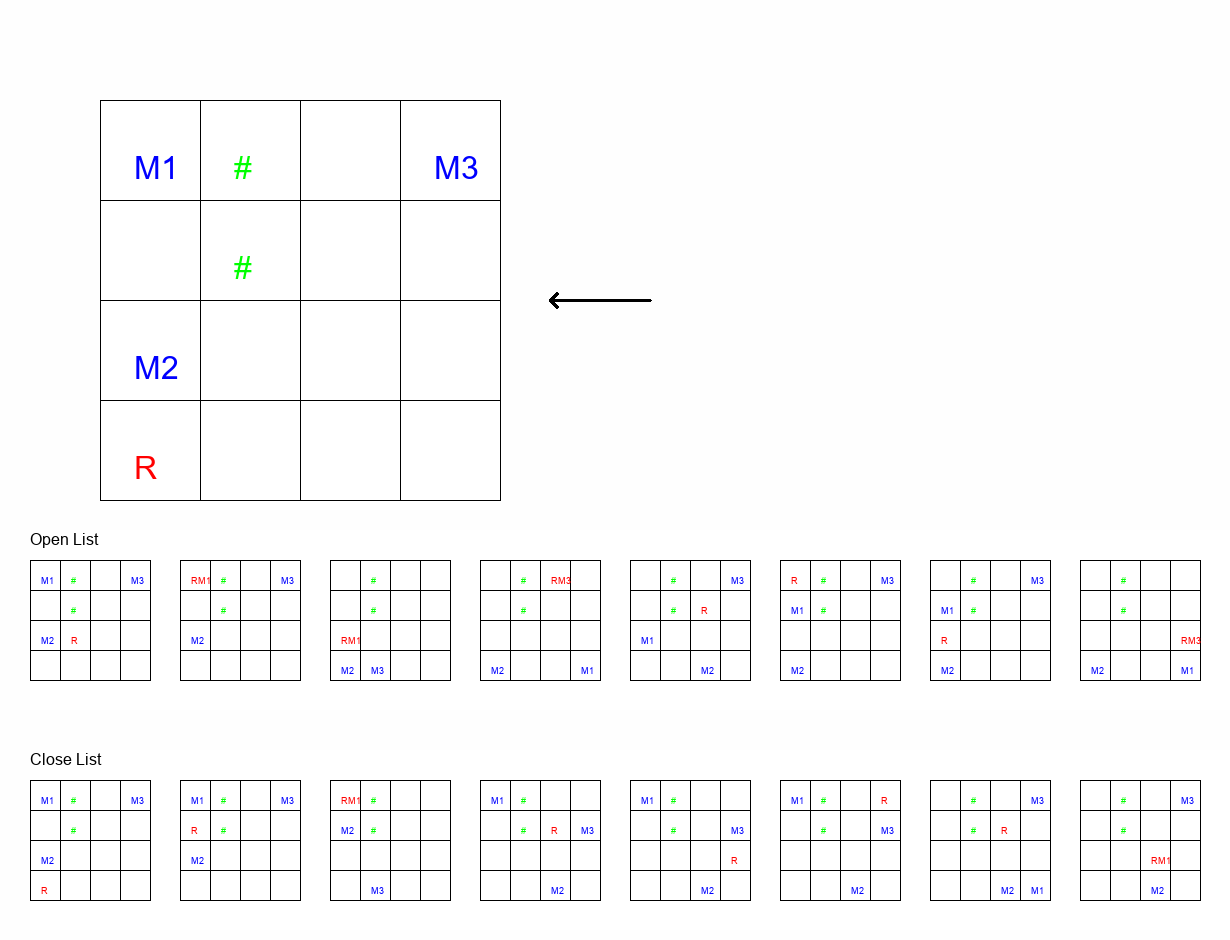 M1 # M3
#
M2
R
Open List
M1 # M3 RM1 # M3 # # RM3 # M3 R # M3 # M3 #
# # # # # R M1 # M1 # #
M2 R M2 RM1 M1 R RM3
M2 M3 M2 M1 M2 M2 M2 M2 M1
Close List
M1 # M3 M1 # M3 RM1 # M1 # M1 # M1 # R # M3 # M3
# R # M2 # # R M3 # M3 # M3 # R #
M2 M2 R RM1
R M3 M2 M2 M2 M2 M1 M2